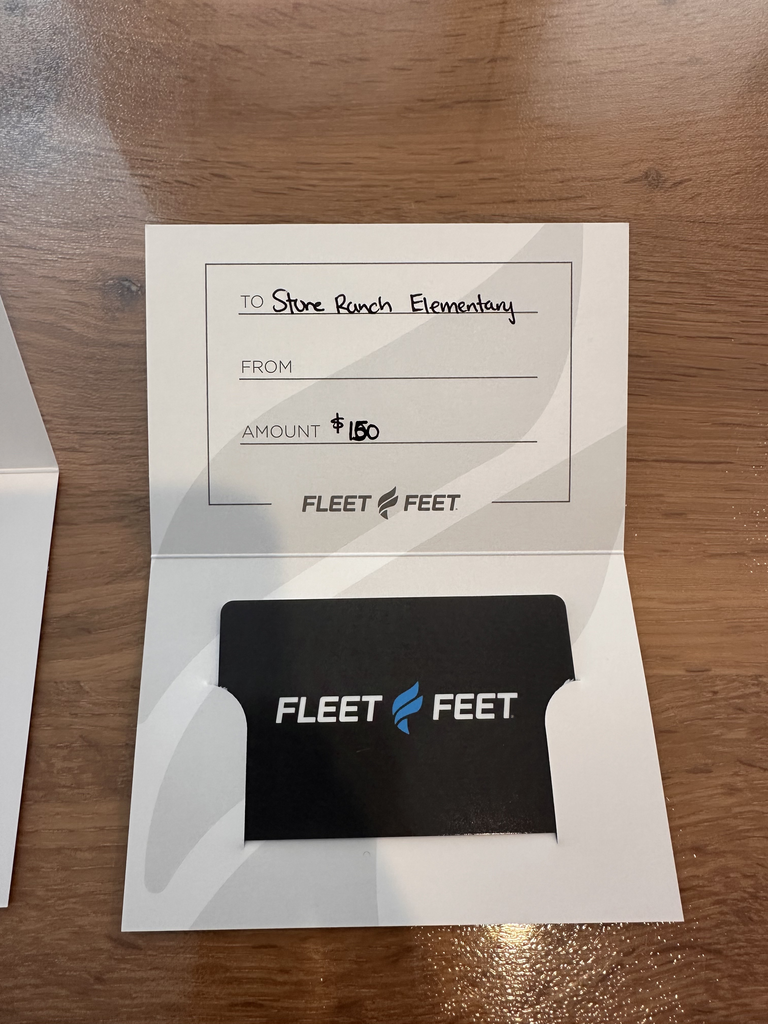 TO Stone Ranch Elementary
FROM
AMOUNT $150
FLEET FEET
FLEET FEET